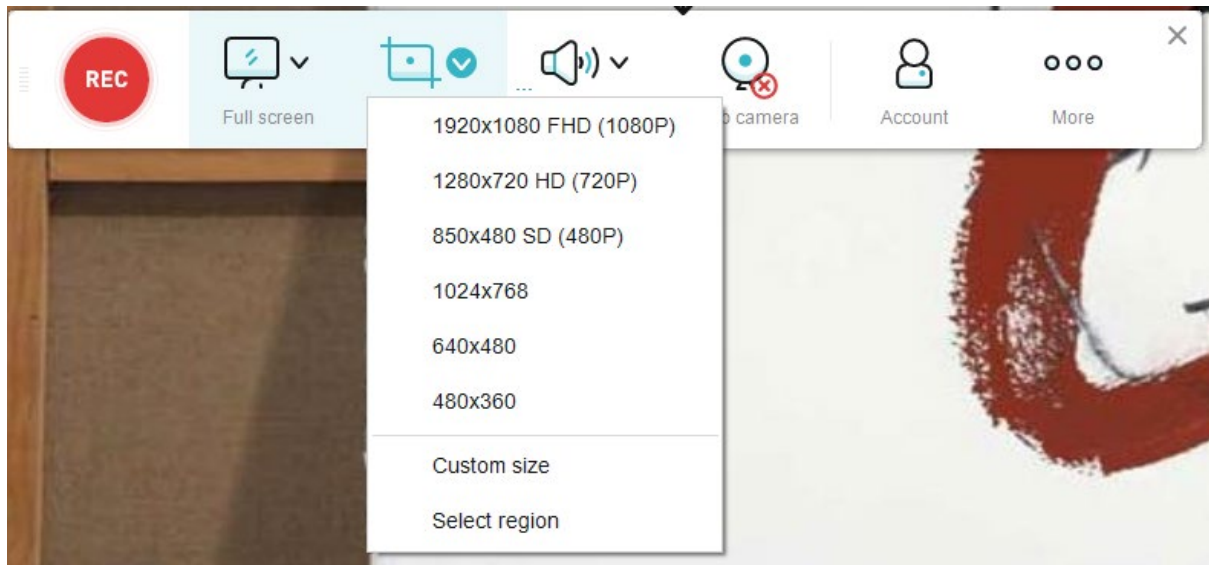 REC
Full screen
...
camera
Account
More
1920x1080 FHD (1080P)
1280x720 HD (720P)
850x480 SD (480P)
1024x768
640x480
480x360
Custom size
Select region